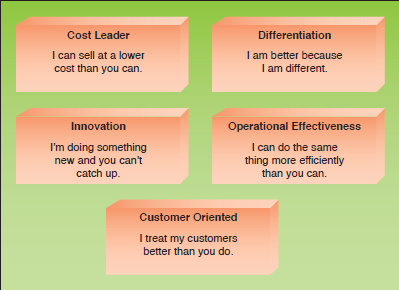 Cost Leader
I can sell at a lower
cost than you can.
Differentiation
I am better because
I am different.
Innovation
I'm doing something
new and you can't
catch up.
Operational Effectiveness
I can do the same
thing more efficiently
than you can.
Customer Oriented
I treat my customers
better than you do.